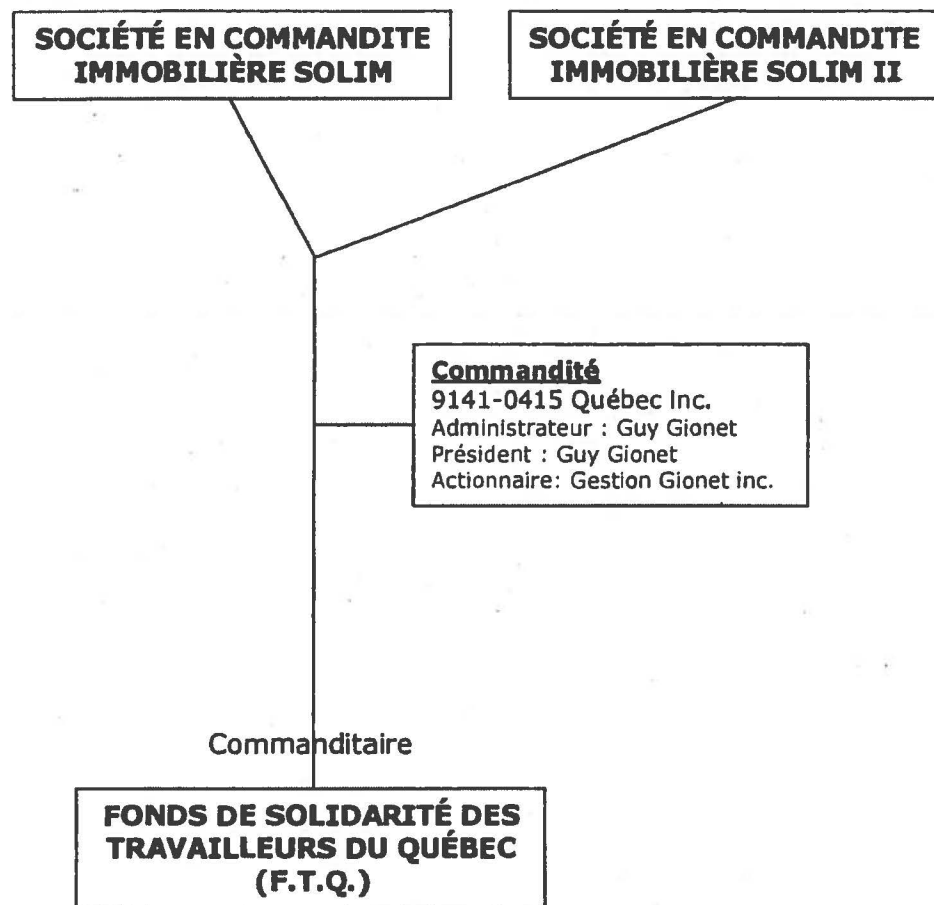 SOCIÉTÉ EN COMMANDITE
IMMOBILIÈRE SOLIM
SOCIÉTÉ EN COMMANDITE
IMMOBILIÈRE SOLIM II
Commandité
9141-0415 Québec Inc.
Administrateur : Guy Gionet
Président : Guy Gionet
Actionnaire: Gestion Gionet inc.
Commanditaire
FONDS DE SOLIDARITÉ DES
TRAVAILLEURS DU QUÉBEC
(F.T.Q.)